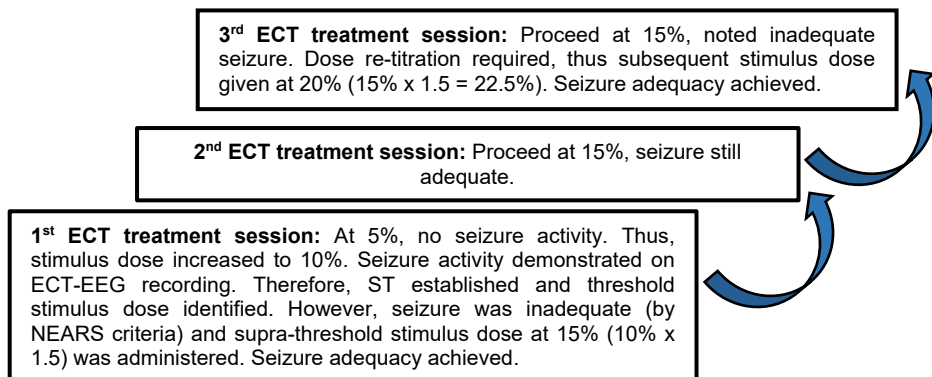 3rd ECT treatment session: Proceed at 15%, noted inadequate
seizure. Dose re-titration required, thus subsequent stimulus dose
given at 20% (15% x 1.5 = 22.5%). Seizure adequacy achieved.
2nd ECT treatment session: Proceed at 15%, seizure still
adequate.
1st ECT treatment session: At 5%, no seizure activity. Thus,
stimulus dose increased to 10%. Seizure activity demonstrated on
ECT-EEG recording. Therefore, ST established and threshold
stimulus dose identified. However, seizure was inadequate (by
NEARS criteria) and supra-threshold stimulus dose at 15% (10% x
1.5) was administered. Seizure adequacy achieved.